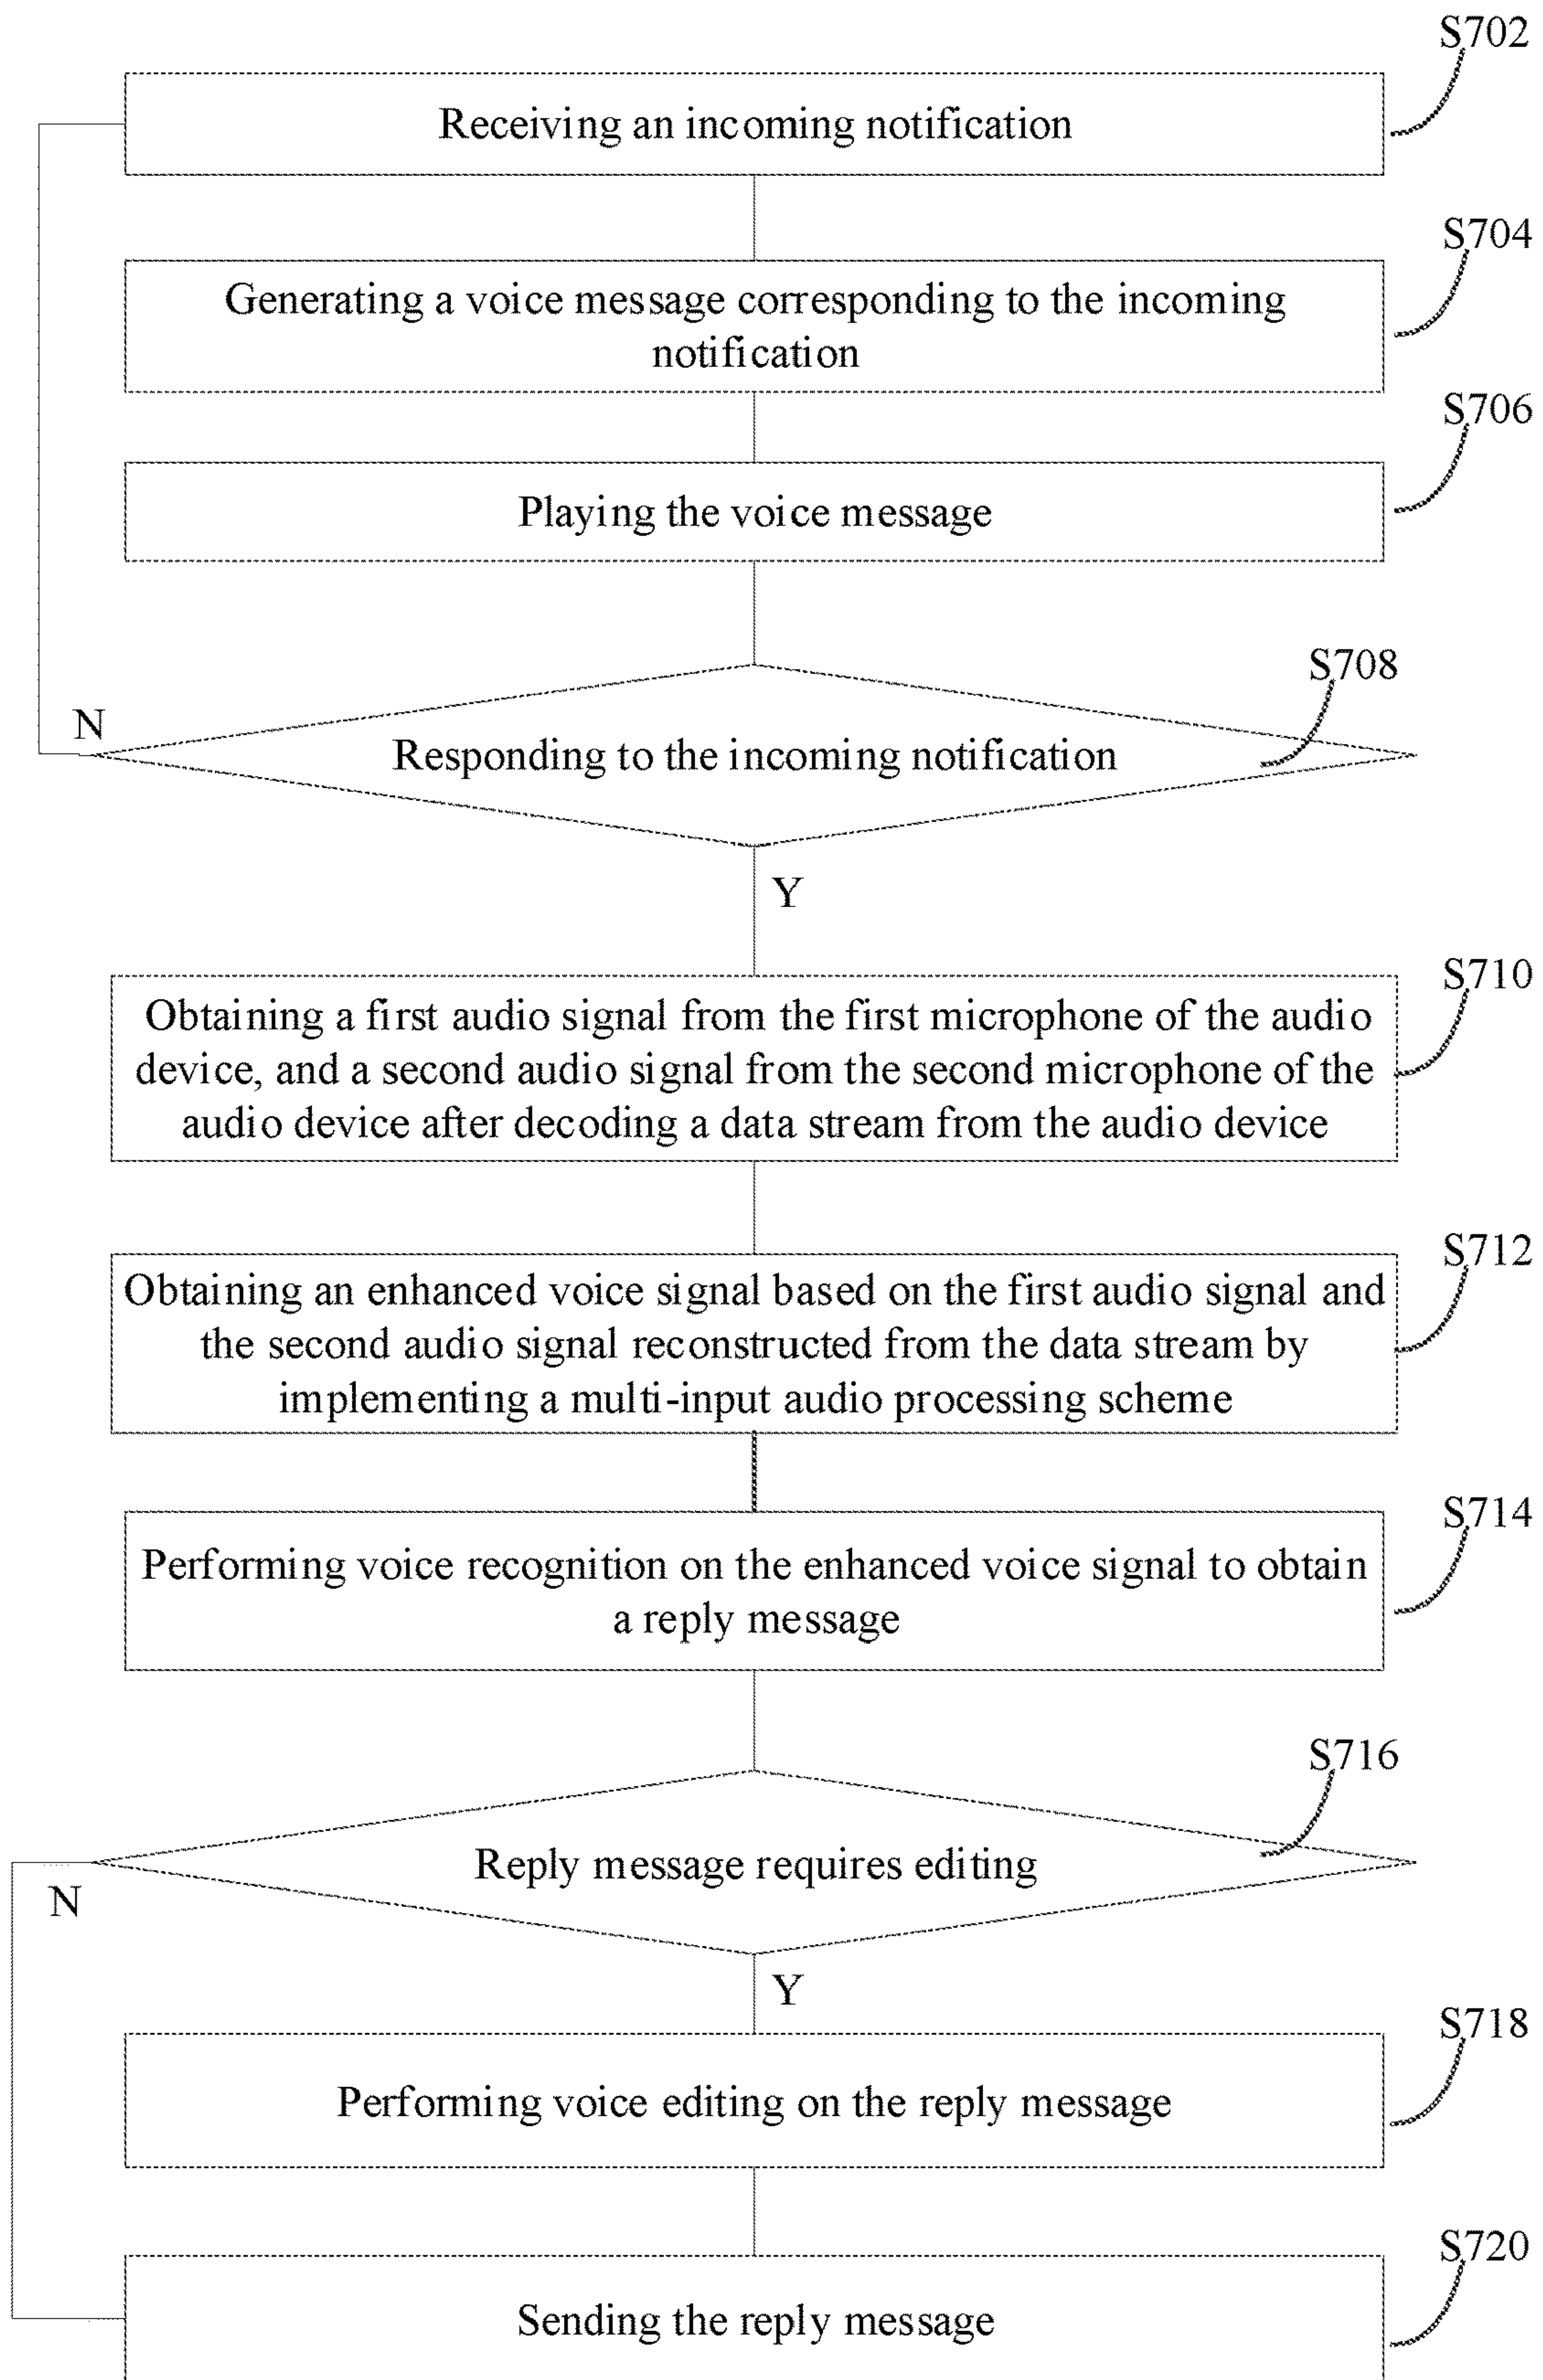 S702
Receiving an incoming notification
S704
Generating a voice message corresponding to the incoming
notification
S706
Playing the voice message
S708
N
Responding to the incoming notification
Y
S710
Obtaining a first audio signal from the first microphone of the audio
device, and a second audio signal from the second microphone of the
audio device after decoding a data stream from the audio device
S712
Obtaining an enhanced voice signal based on the first audio signal and
the second audio signal reconstructed from the data stream by
implementing a multi-input audio processing scheme
S714
Performing voice recognition on the enhanced voice signal to obtain
a reply message
S716
Reply message requires editing
N
Y
S718
Performing voice editing on the reply message
S720
Sending the reply message